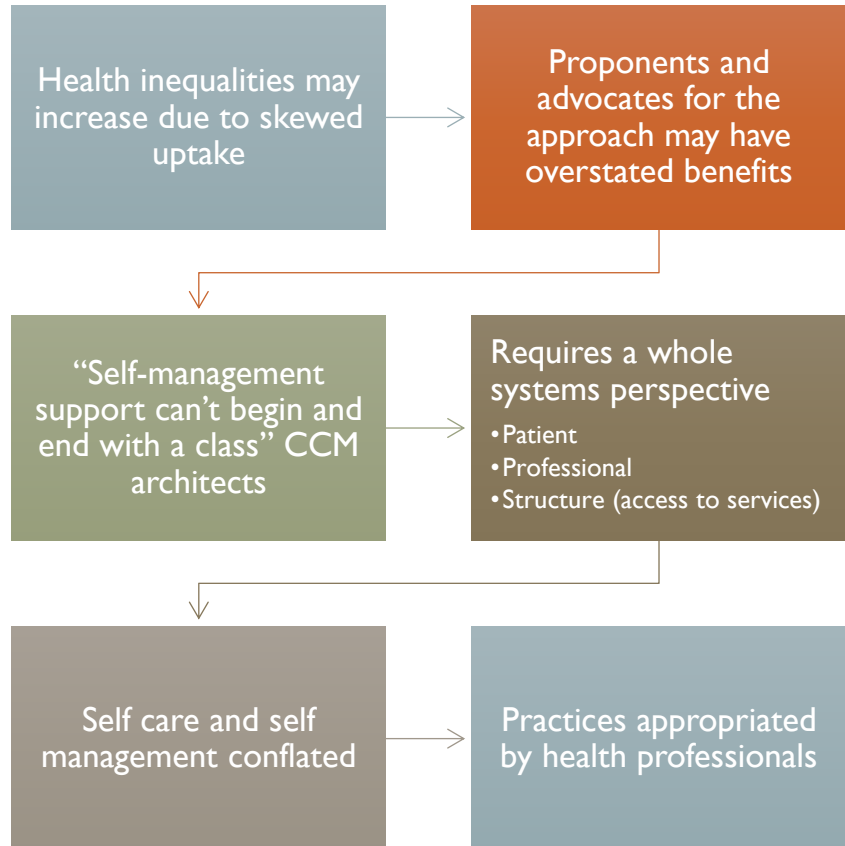 Health inequalities may
increase due to skewed
uptake
Proponents and
advocates for the
approach may have
overstated benefits
“Self-management
support can’t begin and
end with a class” CCM
architects
Requires a whole
systems perspective
•Patient
•Professional
•Structure (access to services)
Self care and self
management conflated
Practices appropriated
by health professionals